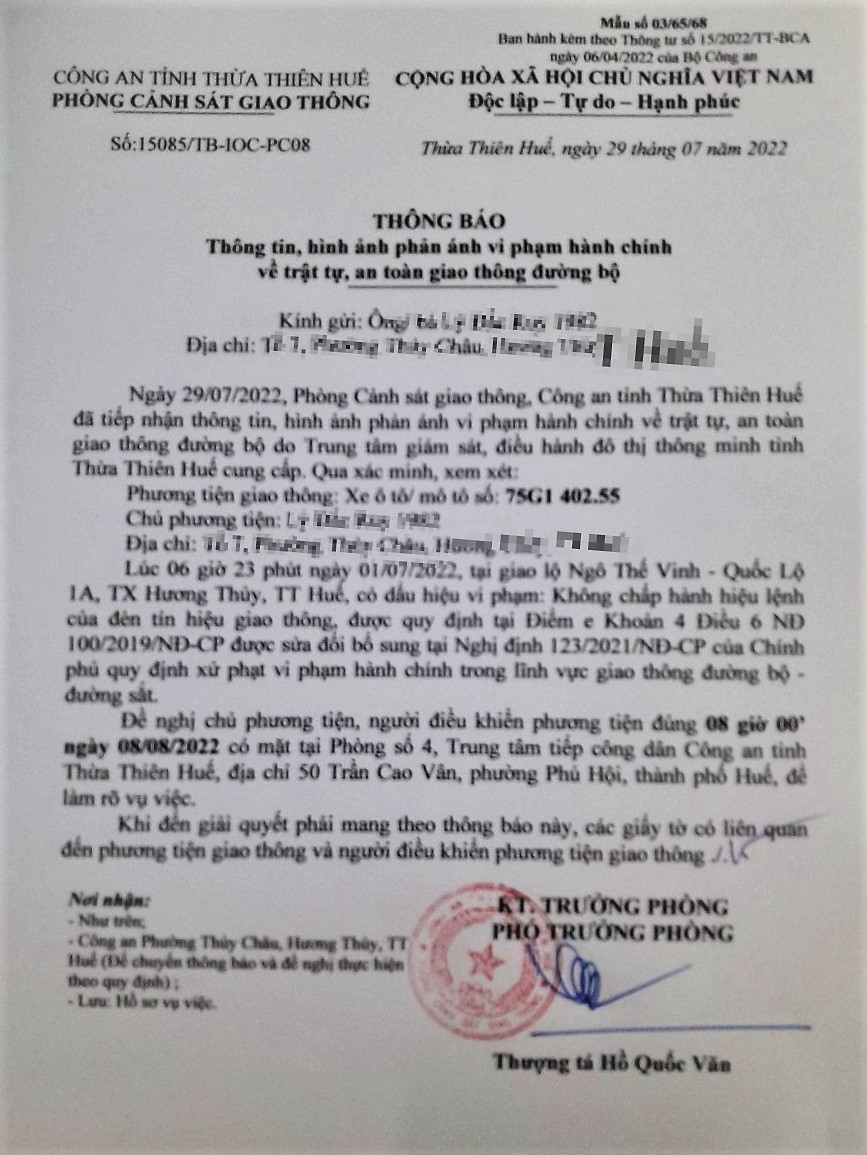 Mẫu số 03/65/68
Ban hành kèm theo Thông tư số 15/2022/TT-BCA
ngày 06/04/2022 của Bộ Công an
CÔNG AN TỈNH THỪA THIÊN HUẾ
PHÒNG CẢNH SÁT GIAO THÔNG
CỘNG HÒA XÃ HỘI CHỦ NGHĨA VIỆT NAM
Độc lập – Tự do – Hạnh phúc
Số:15085/TB-IOC-PC08
Thừa Thiên Huế, ngày 29 tháng 07 năm 2022
THÔNG BÁO
Thông tin, hình ảnh phản ánh vi phạm hành chính
về trật tự, an toàn giao thông đường bộ
Kính gửi: Ông/ bà
Địa chỉ: Tổ 7, Phường Thủy Châu, Hương
Ngày 29/07/2022, Phòng Cảnh sát giao thông, Công an tỉnh Thừa Thiên Huế
đã tiếp nhận thông tin, hình ảnh phản ánh vi phạm hành chính về trật tự, an toàn
giao thông đường bộ do Trung tâm giám sát, điều hành đô thị thông minh tỉnh
Thừa Thiên Huế cung cấp. Qua xác minh, xem xét:
Phương tiện giao thông: Xe ô tô/ mô tô số: 75G1 402.55
Chủ phương tiện:
Địa chỉ: Tổ 7, Phường, Thủy Châu,
Lúc 06 giờ 23 phút ngày 01/07/2022, tại giao lộ Ngô Thế Vinh - Quốc Lộ
1A, TX Hương Thủy, TT Huế, có dấu hiệu vi phạm: Không chấp hành hiệu lệnh
của đèn tín hiệu giao thông, được quy định tại Điểm e Khoản 4 Điều 6 NĐ
100/2019/NĐ-CP được sửa đổi bổ sung tại Nghị định 123/2021/NĐ-CP của Chính
phủ quy định xử phạt vi phạm hành chính trong lĩnh vực giao thông đường bộ -
đường sắt.
Đề nghị chủ phương tiện, người điều khiển phương tiện đúng 08 giờ 00’
ngày 08/08/2022 có mặt tại Phòng số 4, Trung tâm tiếp công dân Công an tỉnh
Thừa Thiên Huế, địa chỉ 50 Trần Cao Vân, phường Phú Hội, thành phố Huế, để
làm rõ vụ việc.
Khi đến giải quyết phải mang theo thông báo này, các giấy tờ có liên quan
đến phương tiện giao thông và người điều khiển phương tiện giao thông
Nơi nhận:
- Như trên;
- Công an Phường Thủy Châu, Hương Thủy, TT
Huế (Để chuyển thông báo và đề nghị thực hiện
theo quy định) ;
- Lưu: Hồ sơ vụ việc.
KT. TRƯỞNG PHÒNG
PHÓ TRƯỞNG PHÒNG
Thượng tá Hồ Quốc Văn